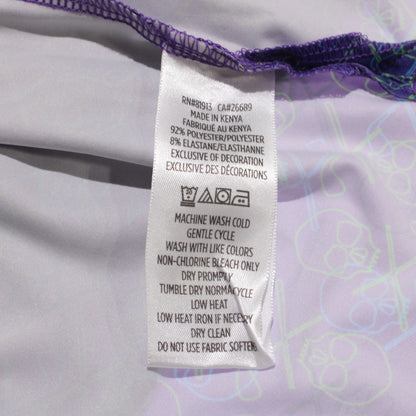 RN#81913 CA#26689
MADE IN KENYA
FABRIQUÉ AU KENYA
92% POLYESTER/POLYESTER
8% ELASTANE/ELASTHANNE
EXCLUSIVE OF DECORATION
EXCLUSIVE DES DÉCORATIONS
MACHINE WASH COLD
GENTLE CYCLE
WASH WITH LIKE COLORS
NON-CHLORINE BLEACH ONLY
DRY PROMPTLY
TUMBLE DRY NORMAL CYCLE
LOW HEAT
LOW HEAT IRON IF
DRY CLEAN
DO NOT USE FABRIC SOFTENER